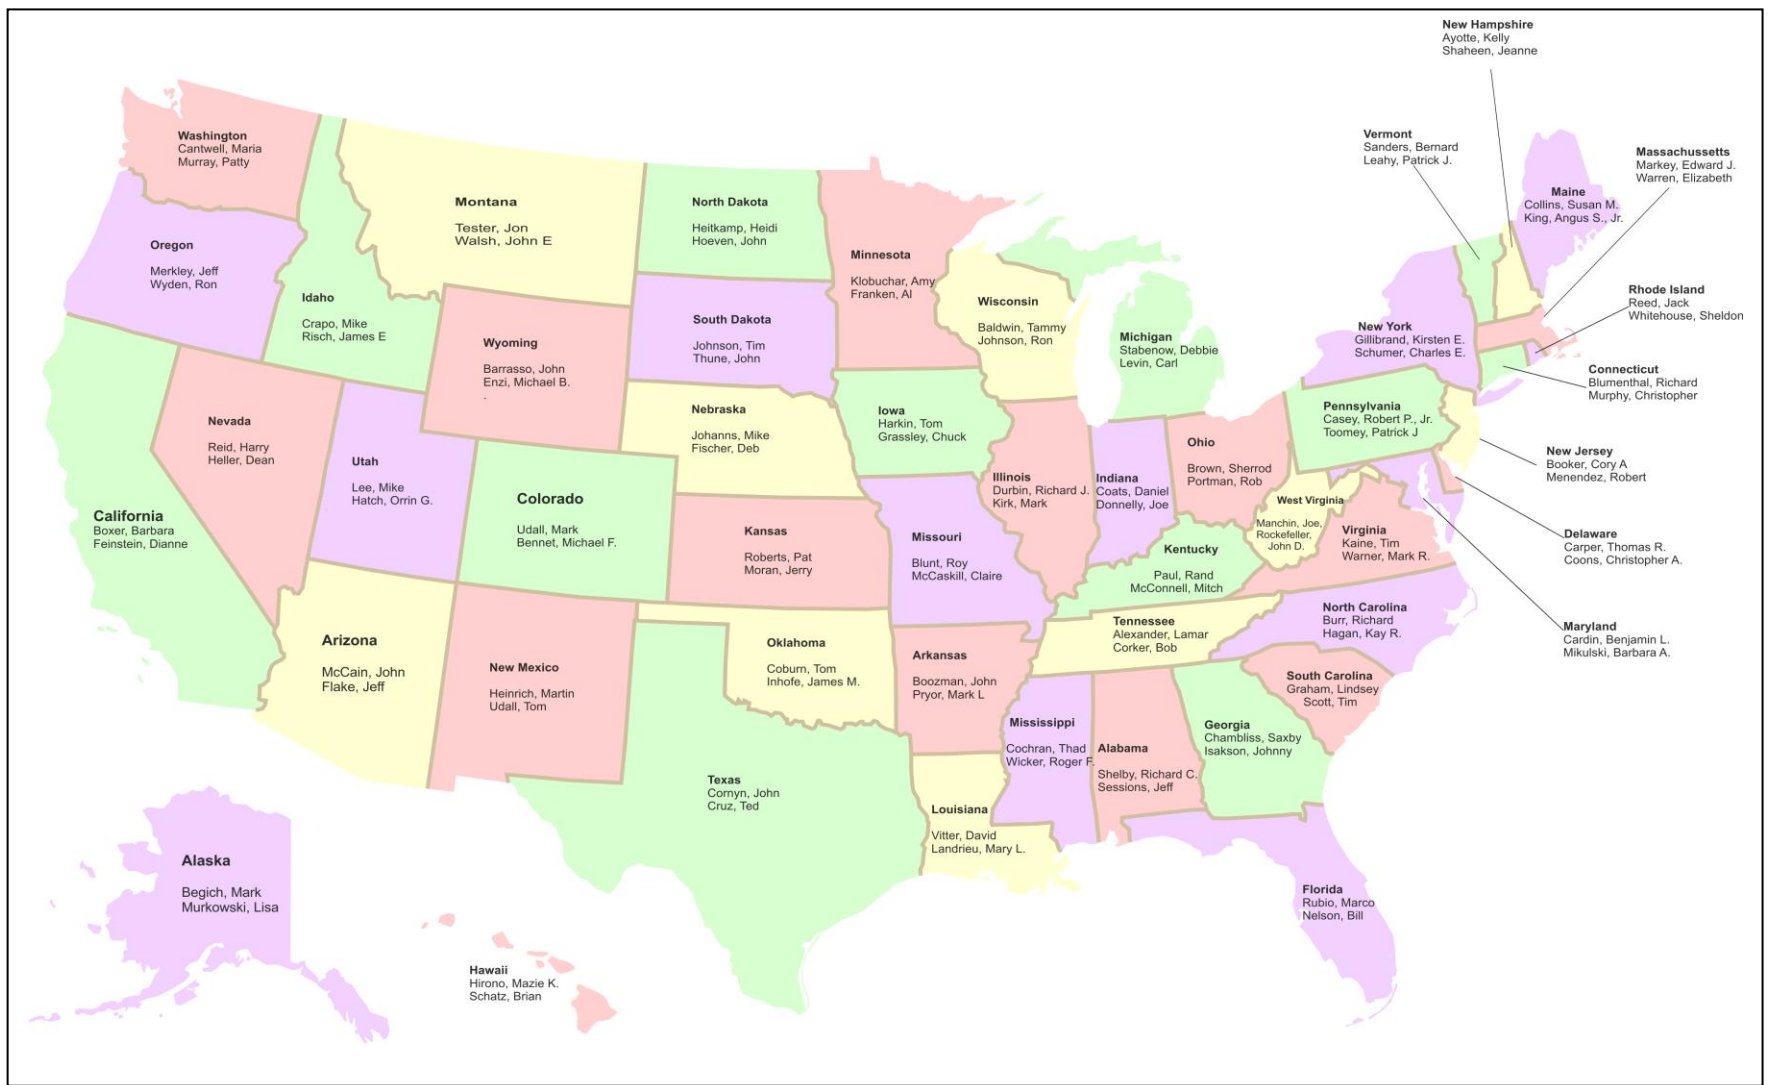 New Hampshire
Ayotte, Kelly
Shaheen, Jeanne
Vermont
Sanders, Bernard
Leahy, Patrick J.
Massachussetts
Markey, Edward J.
Warren, Elizabeth
Maine
Collins, Susan M.
King, Angus S., Jr.
Washington
Cantwell, Maria
Murray, Patty
Montana
Tester, Jon
Walsh, John E
North Dakota
Heitkamp, Heidi
Hoeven, John
Minnesota
Klobuchar, Amy
Franken, Al
Oregon
Merkley, Jeff
Wyden, Ron
Idaho
Crapo, Mike
Risch, James E
Wyoming
Barrasso, John
Enzi, Michael B.
.
South Dakota
Johnson, Tim
Thune, John
Wisconsin
Baldwin, Tammy
Johnson, Ron
Michigan
Stabenow, Debbie
Levin, Carl
New York
Gillibrand, Kirsten E.
Schumer, Charles E.
Rhode Island
Reed, Jack
Whitehouse, Sheldon
Connecticut
Blumenthal, Richard
Murphy, Christopher
Nevada
Reid, Harry
Heller, Dean
Utah
Lee, Mike
Hatch, Orrin G.
Nebraska
Johanns, Mike
Fischer, Deb
Iowa
Harkin, Tom
Grassley, Chuck
Illinois
Durbin, Richard J.
Kirk, Mark
Indiana
Coats, Daniel
Donnelly, Joe
Ohio
Brown, Sherrod
Portman, Rob
Pennsylvania
Casey, Robert P., Jr.
Toomey, Patrick J
New Jersey
Booker, Cory A
Menendez, Robert
California
Boxer, Barbara
Feinstein, Dianne
Colorado
Udall, Mark
Bennet, Michael F.
Kansas
Roberts, Pat
Moran, Jerry
Missouri
Blunt, Roy
McCaskill, Claire
Kentucky
Paul, Rand
McConnell, Mitch
West Virginia
Manchin, Joe,
Rockefeller,
John D.
Virginia
Kaine, Tim
Warner, Mark R.
Delaware
Carper, Thomas R.
Coons, Christopher A.
Maryland
Cardin, Benjamin L.
Mikulski, Barbara A.
Arizona
McCain, John
Flake, Jeff
New Mexico
Heinrich, Martin
Udall, Tom
Oklahoma
Coburn, Tom
Inhofe, James M.
Arkansas
Boozman, John
Pryor, Mark L
Tennessee
Alexander, Lamar
Corker, Bob
North Carolina
Burr, Richard
Hagan, Kay R.
South Carolina
Graham, Lindsey
Scott, Tim
Texas
Cornyn, John
Cruz, Ted
Louisiana
Vitter, David
Landrieu, Mary L.
Mississippi
Cochran, Thad
Wicker, Roger F.
Alabama
Shelby, Richard C.
Sessions, Jeff
Georgia
Chambliss, Saxby
Isakson, Johnny
Florida
Rubio, Marco
Nelson, Bill
Alaska
Begich, Mark
Murkowski, Lisa
Hawaii
Hirono, Mazie K.
Schatz, Brian